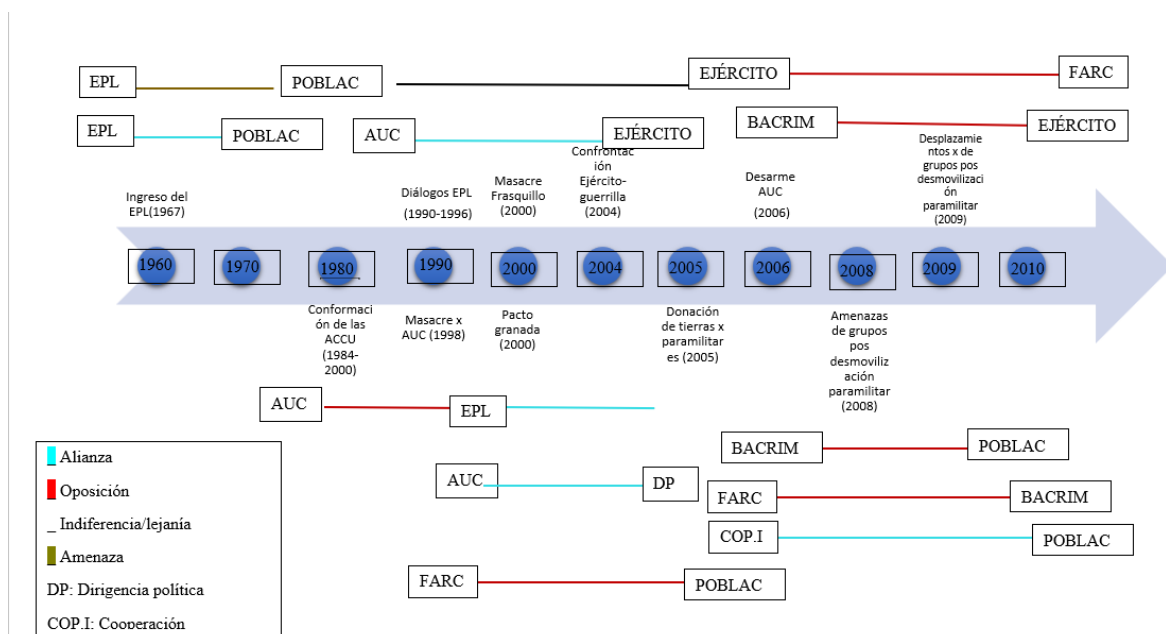 EPL
POBLAC
EJÉRCITO
FARC
EPL
POBLAC
AUC
EJÉRCITO
BACRIM
EJÉRCITO
Ingreso del
EPL(1967)
Diálogos EPL
(1990-1996)
Masacre
Frasquillo
(2000)
Confrontac
ión
Ejército-
guerrilla
(2004)
Desarme
AUC
(2006)
Desplazamie
ntos x de
grupos pos
desmovilizaci
ón
paramilitar
(2009)
1960
1970
1980
1990
2000
2004
2005
2006
2008
2009
2010
Conformac
ión de las
ACCU
(1984-
2000)
Masacre x
AUC (1998)
Pacto
granada
(2000)
Donación
de tierras x
paramilitar
es (2005)
Amenazas
de grupos
pos
desmoviliz
ación
paramilitar
(2008)
AUC
EPL
BACRIM
POBLAC
AUC
DP
FARC
BACRIM
COP.I
POBLAC
FARC
POBLAC
_ Alianza
_ Oposición
_ Indiferencia/lejanía
_ Amenaza
DP: Dirigencia política
COP.I: Cooperación